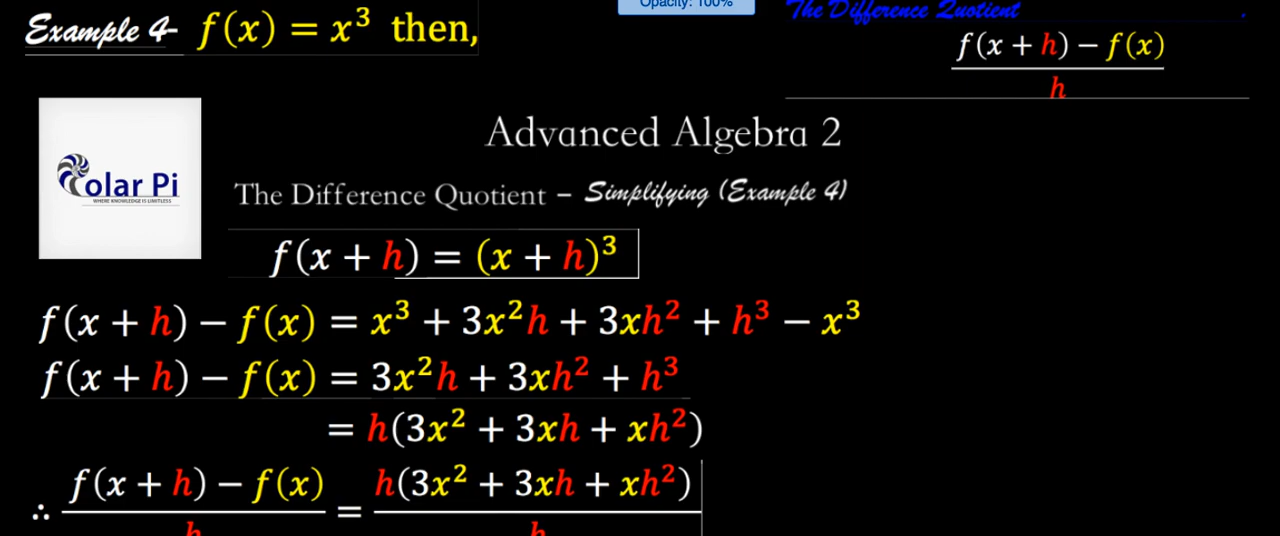 Opacity: 100%
Example 4- f(x) = x³ then,
The Difference Quotient
f(x + h) − f(x)
h
Advanced Algebra 2
olar Pi
WHERE KNOWLEDGE IS LIMITLESS
The Difference Quotient – Simplifying (Example 4)
f(x + h) = (x + h)³
f(x + h) − f(x) = x³ + 3x²h + 3xh² + h³ − x³
f(x + h) − f(x) = 3x²h + 3xh² + h³
= h(3x² + 3xh + xh²)
∴ f(x + h) − f(x) = h(3x² + 3xh + xh²)
h h